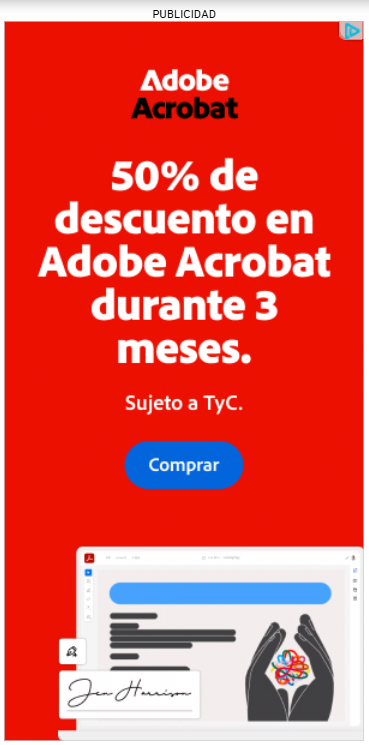 PUBLICIDAD
Adobe
Acrobat
50% de
descuento en
Adobe Acrobat
durante 3
meses.
Sujeto a TyC.
Comprar
Jen Harrison